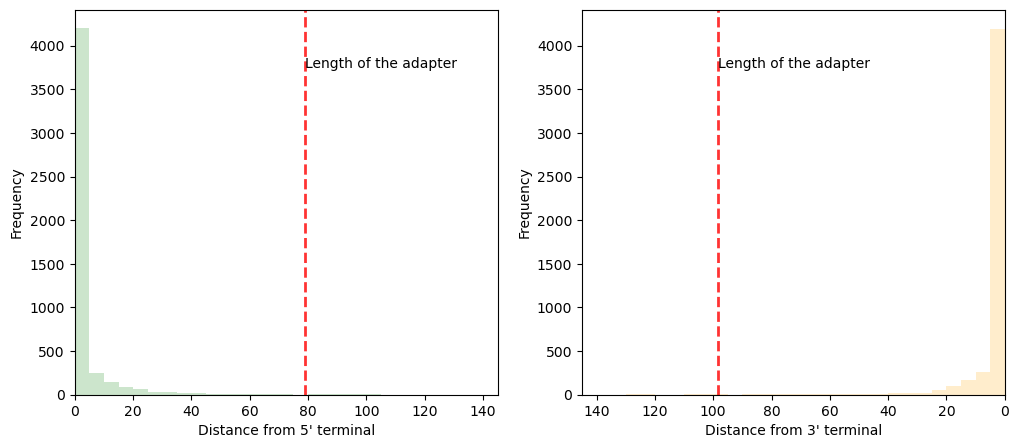 4000
3500
3000
2500
2000
1500
1000
500
0
Frequency
Length of the adapter
0 20 40 60 80 100 120 140
Distance from 5' terminal
4000
3500
3000
2500
2000
1500
1000
500
0
Frequency
Length of the adapter
140 120 100 80 60 40 20 0
Distance from 3' terminal